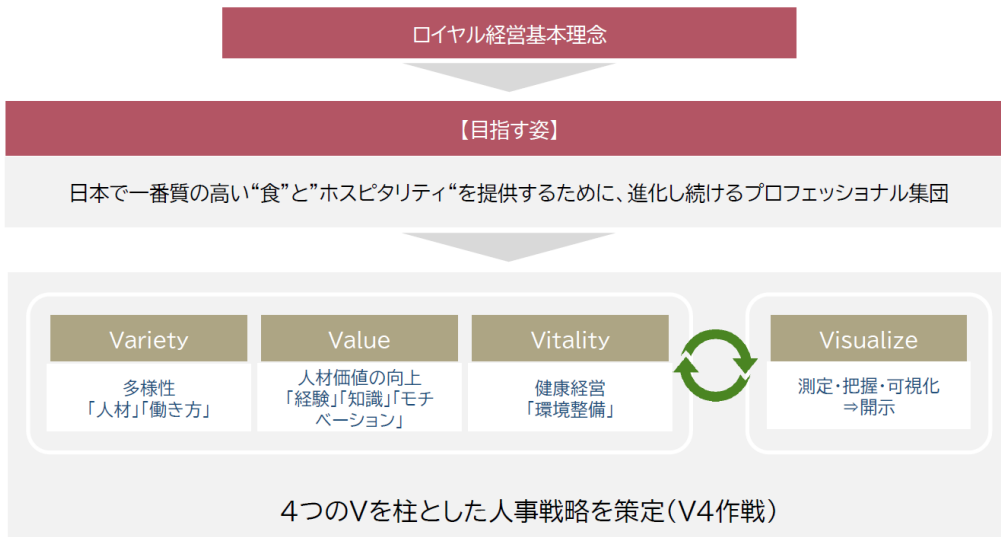 ロイヤル経営基本理念
【目指す姿】
日本で一番質の高い“食”と”ホスピタリティ“を提供するために、進化し続けるプロフェッショナル集団
Variety
多様性
「人材」「働き方」
Value
人材価値の向上
「経験」「知識」「モチ
ベーション」
Vitality
健康経営
「環境整備」
Visualize
測定・把握・可視化
⇒開示
4つのVを柱とした人事戦略を策定(V4作戦)